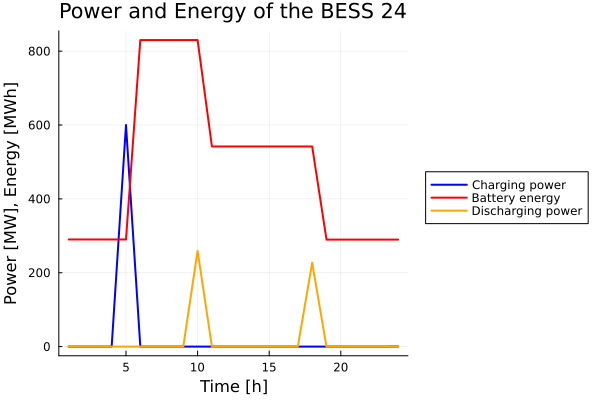 Power and Energy of the BESS 24
Power [MW], Energy [MWh]
800
600
400
200
0
5
10
15
20
Time [h]
Charging power
Battery energy
Discharging power